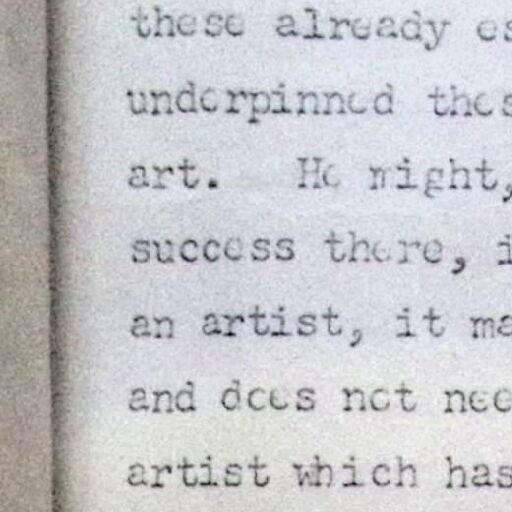 these already es
underpinned thes
art. He might,
success there, i
an artist, it ma
and does not nee
artist which has